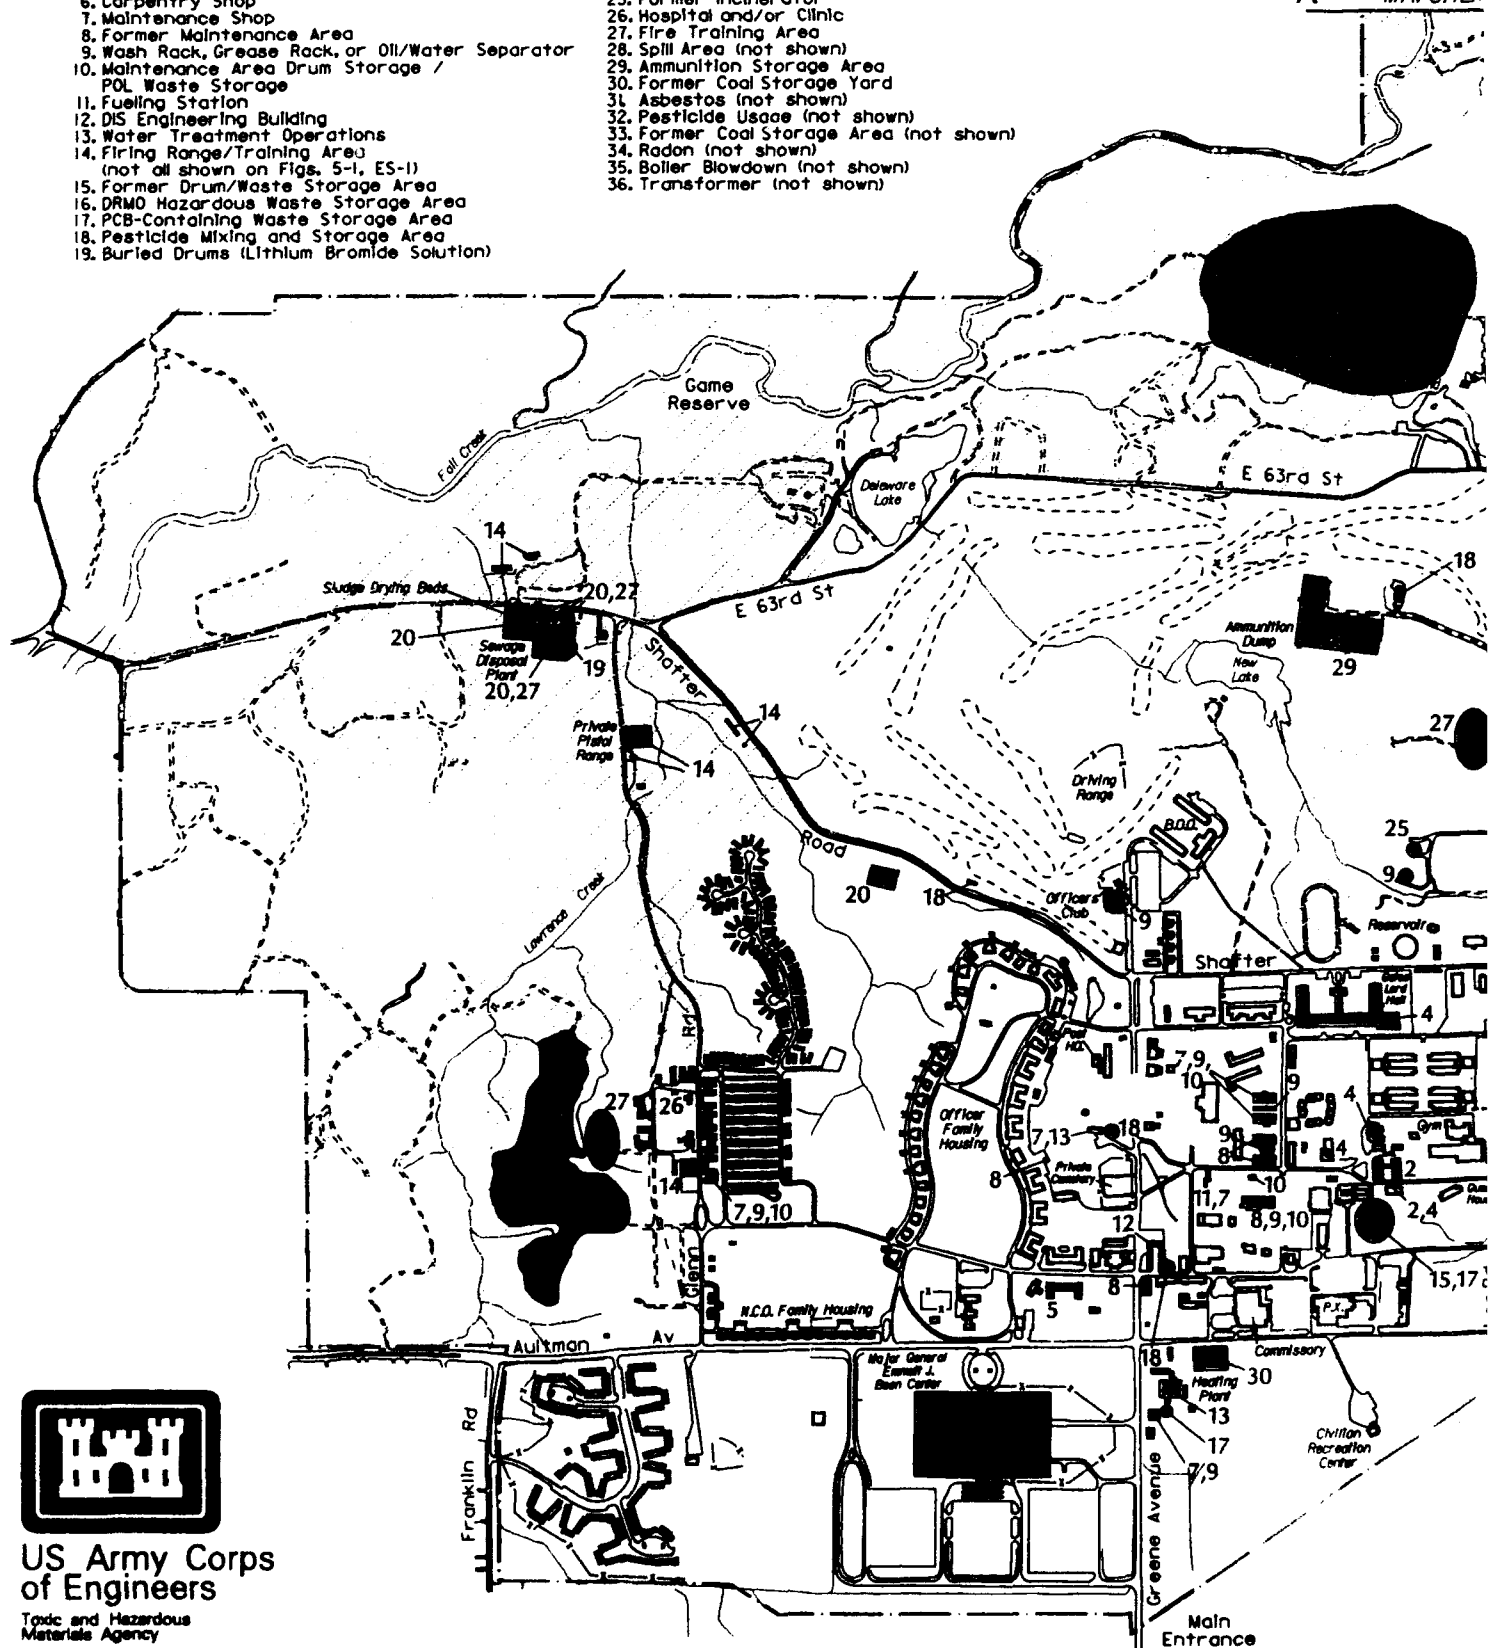 6. Carpentry Shop
7. Maintenance Shop
8. Former Maintenance Area
9. Wash Rack, Grease Rack, or Oil/Water Separator
10. Maintenance Area Drum Storage /
POL Waste Storage
11. Fueling Station
12. DIS Engineering Building
13. Water Treatment Operations
14. Firing Range/Training Area
(not all shown on Figs. 5-1, ES-1)
15. Former Drum/Waste Storage Area
16. DRMO Hazardous Waste Storage Area
17. PCB-Containing Waste Storage Area
18. Pesticide Mixing and Storage Area
19. Buried Drums (Lithium Bromide Solution)
25. Former Incinerator
26. Hospital and/or Clinic
27. Fire Training Area
28. Spill Area (not shown)
29. Ammunition Storage Area
30. Former Coal Storage Yard
31. Asbestos (not shown)
32. Pesticide Usage (not shown)
33. Former Coal Storage Area (not shown)
34. Radon (not shown)
35. Boiler Blowdown (not shown)
36. Transformer (not shown)
Game
Reserve
Fall Creek
Delaware
Lake
E 63rd St
14
18
Sludge Drying Beds
20,27
E 63rd St
20
Sewage
Disposal
Plant
20,27
19
Shafter
Ammunition
Dump
29
New
Lake
14
27
Private
Pistol
Range
14
Driving
Range
B.O.Q.
25
Road
20
18
Officers
Club
9
9
Lawrence Creek
Reservoir
Shafter
Lord
Hall
4
Rd
Post
HQ.
7,9,
10
9
27
26
4
Officer
Family
Housing
7,13
18
9
8
4
Gym
2
8
Private
Cemetery
14
7,9,10
11,7
10
8,9,10
2,4
12
Glenn
15,17
8
5
N.C.O. Family Housing
P.X.
Aultman
Av
Commissary
Major General
Emmett J.
Bean Center
18
30
Heating
Plant
13
17
7,9
Civilian
Recreation
Center
Franklin Rd
Greene Avenue
US Army Corps
of Engineers
Toxic and Hazardous
Materials Agency
Main
Entrance